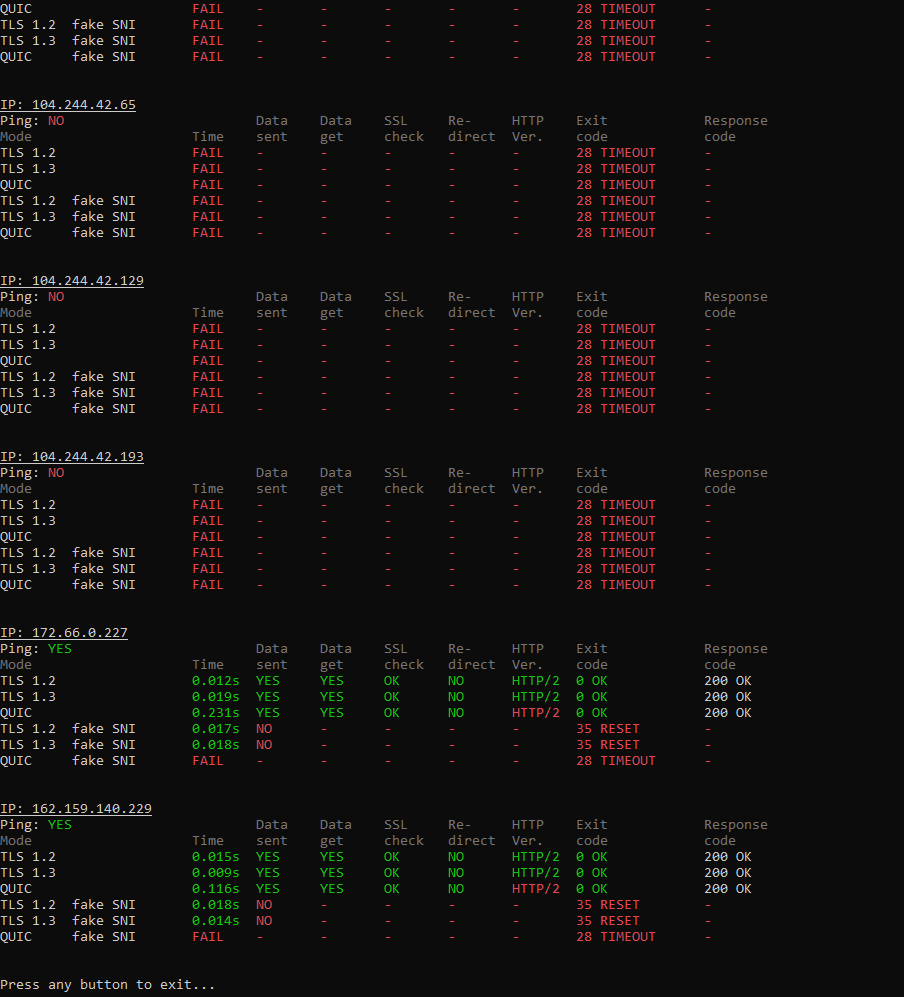 QUIC FAIL - - - - - 28 TIMEOUT -
TLS 1.2 fake SNI FAIL - - - - - 28 TIMEOUT -
TLS 1.3 fake SNI FAIL - - - - - 28 TIMEOUT -
QUIC fake SNI FAIL - - - - - 28 TIMEOUT -
IP: 104.244.42.65
Ping: NO Data Data SSL Re- HTTP Exit Response
Mode Time sent get check direct Ver. code code
TLS 1.2 FAIL - - - - - 28 TIMEOUT -
TLS 1.3 FAIL - - - - - 28 TIMEOUT -
QUIC FAIL - - - - - 28 TIMEOUT -
TLS 1.2 fake SNI FAIL - - - - - 28 TIMEOUT -
TLS 1.3 fake SNI FAIL - - - - - 28 TIMEOUT -
QUIC fake SNI FAIL - - - - - 28 TIMEOUT -
IP: 104.244.42.129
Ping: NO Data Data SSL Re- HTTP Exit Response
Mode Time sent get check direct Ver. code code
TLS 1.2 FAIL - - - - - 28 TIMEOUT -
TLS 1.3 FAIL - - - - - 28 TIMEOUT -
QUIC FAIL - - - - - 28 TIMEOUT -
TLS 1.2 fake SNI FAIL - - - - - 28 TIMEOUT -
TLS 1.3 fake SNI FAIL - - - - - 28 TIMEOUT -
QUIC fake SNI FAIL - - - - - 28 TIMEOUT -
IP: 104.244.42.193
Ping: NO Data Data SSL Re- HTTP Exit Response
Mode Time sent get check direct Ver. code code
TLS 1.2 FAIL - - - - - 28 TIMEOUT -
TLS 1.3 FAIL - - - - - 28 TIMEOUT -
QUIC FAIL - - - - - 28 TIMEOUT -
TLS 1.2 fake SNI FAIL - - - - - 28 TIMEOUT -
TLS 1.3 fake SNI FAIL - - - - - 28 TIMEOUT -
QUIC fake SNI FAIL - - - - - 28 TIMEOUT -
IP: 172.66.0.227
Ping: YES Data Data SSL Re- HTTP Exit Response
Mode Time sent get check direct Ver. code code
TLS 1.2 0.012s YES YES OK NO HTTP/2 0 OK 200 OK
TLS 1.3 0.019s YES YES OK NO HTTP/2 0 OK 200 OK
QUIC 0.231s YES YES OK NO HTTP/2 0 OK 200 OK
TLS 1.2 fake SNI 0.017s NO - - - - 35 RESET -
TLS 1.3 fake SNI 0.018s NO - - - - 35 RESET -
QUIC fake SNI FAIL - - - - - 28 TIMEOUT -
IP: 162.159.140.229
Ping: YES Data Data SSL Re- HTTP Exit Response
Mode Time sent get check direct Ver. code code
TLS 1.2 0.015s YES YES OK NO HTTP/2 0 OK 200 OK
TLS 1.3 0.009s YES YES OK NO HTTP/2 0 OK 200 OK
QUIC 0.116s YES YES OK NO HTTP/2 0 OK 200 OK
TLS 1.2 fake SNI 0.018s NO - - - - 35 RESET -
TLS 1.3 fake SNI 0.014s NO - - - - 35 RESET -
QUIC fake SNI FAIL - - - - - 28 TIMEOUT -
Press any button to exit...